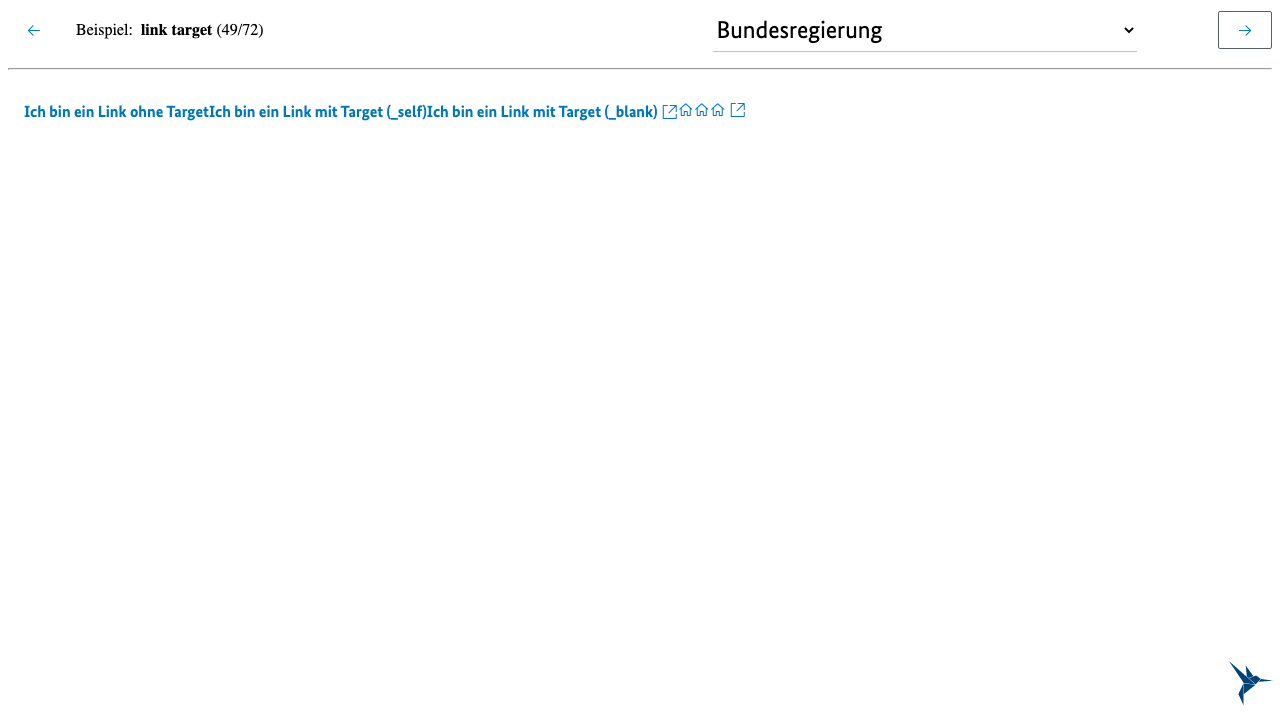 Beispiel: link target (49/72)
Bundesregierung
Ich bin ein Link ohne TargetIch bin ein Link mit Target (_self)Ich bin ein Link mit Target (_blank)